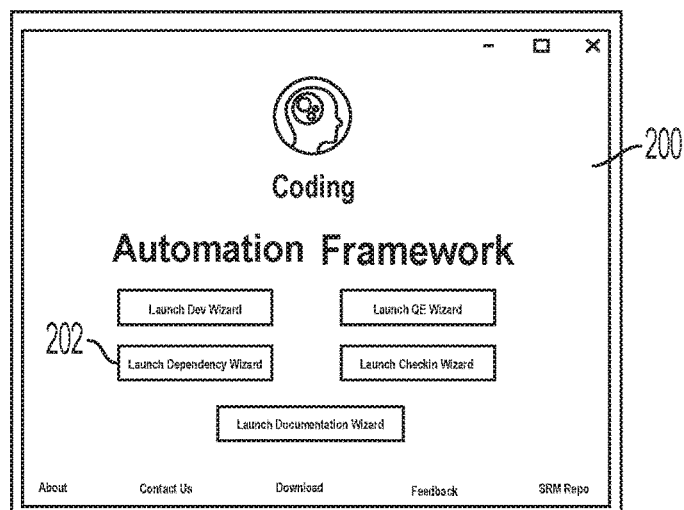 200
Coding
Automation Framework
Launch Dev Wizard
Launch QE Wizard
202
Launch Dependency Wizard
Launch Checkin Wizard
Launch Documentation Wizard
About
Contact Us
Download
Feedback
SRM Repo